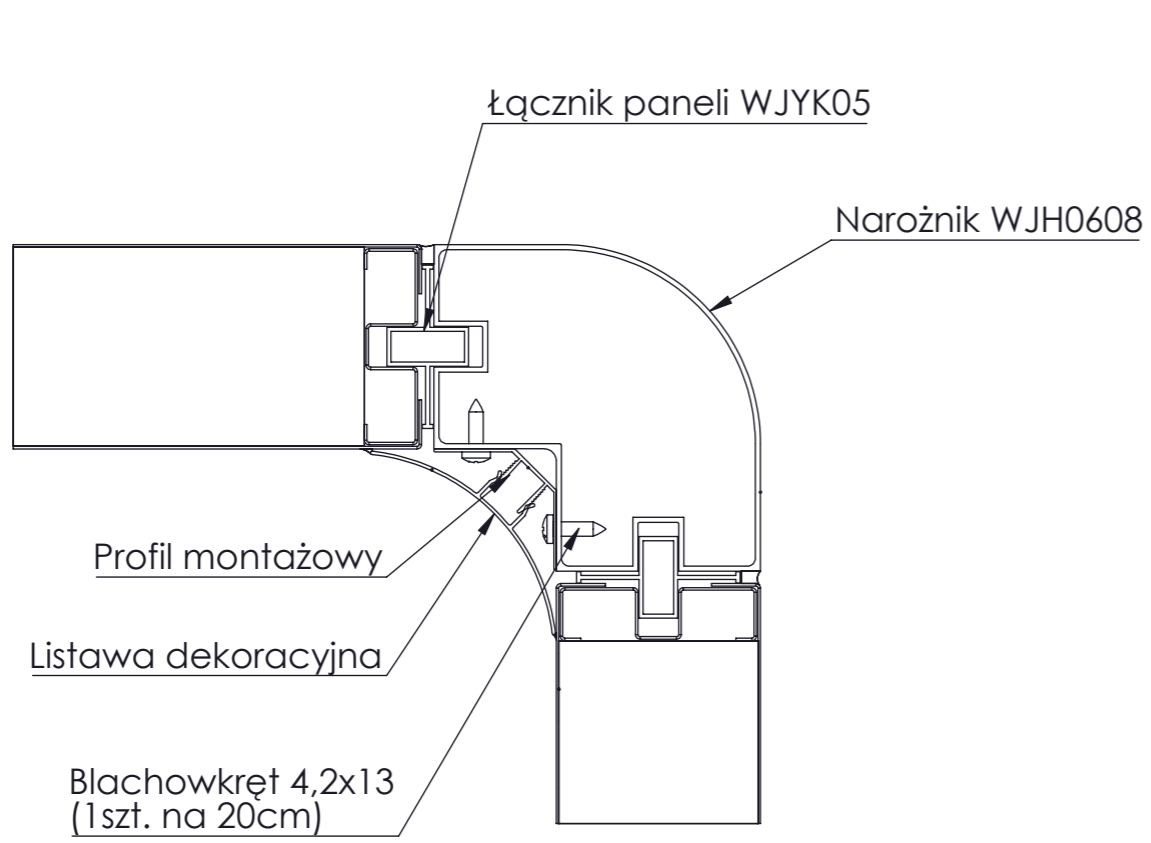 Łącznik paneli WJYK05
Narożnik WJH0608
Profil montażowy
Listawa dekoracyjna
Blachowkręt 4,2x13
(1szt. na 20cm)